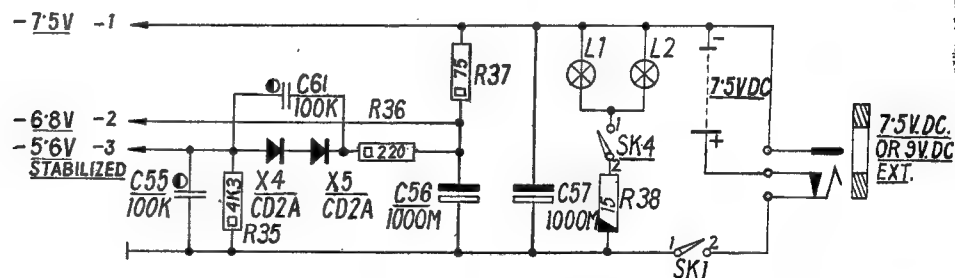 -7·5V -1
L1
L2
75
R37
C61
100K
R36
7·5VDC
-
-6·8V -2
1
SK4
2
7·5V.DC.
OR 9V.DC
EXT.
-5·6V -3
STABILIZED
220
+
C55
100K
4K3
X4
CD2A
X5
CD2A
C56
1000M
C57
1000M
15
R38
R35
1
2
SK1